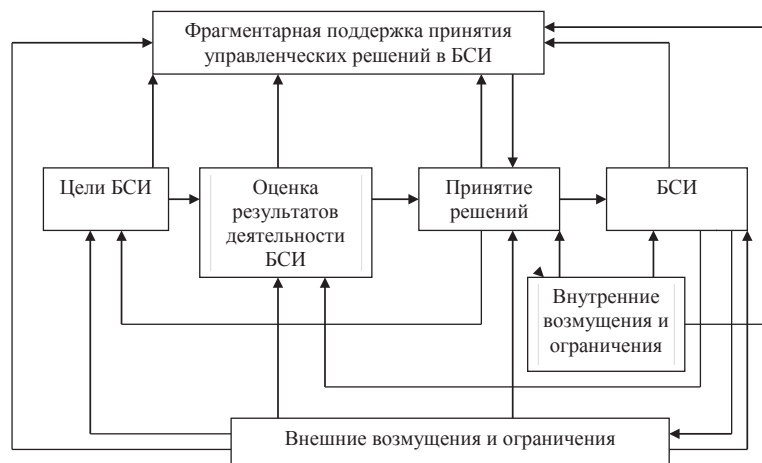 Фрагментарная поддержка принятия
управленческих решений в БСИ
Цели БСИ
Оценка
результатов
деятельности
БСИ
Принятие
решений
БСИ
Внутренние
возмущения и
ограничения
Внешние возмущения и ограничения